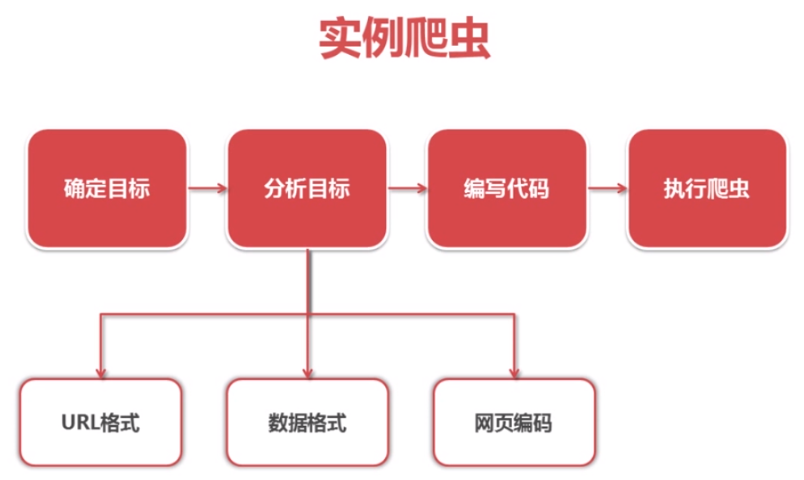 实例爬虫
确定目标
分析目标
编写代码
执行爬虫
URL格式
数据格式
网页编码